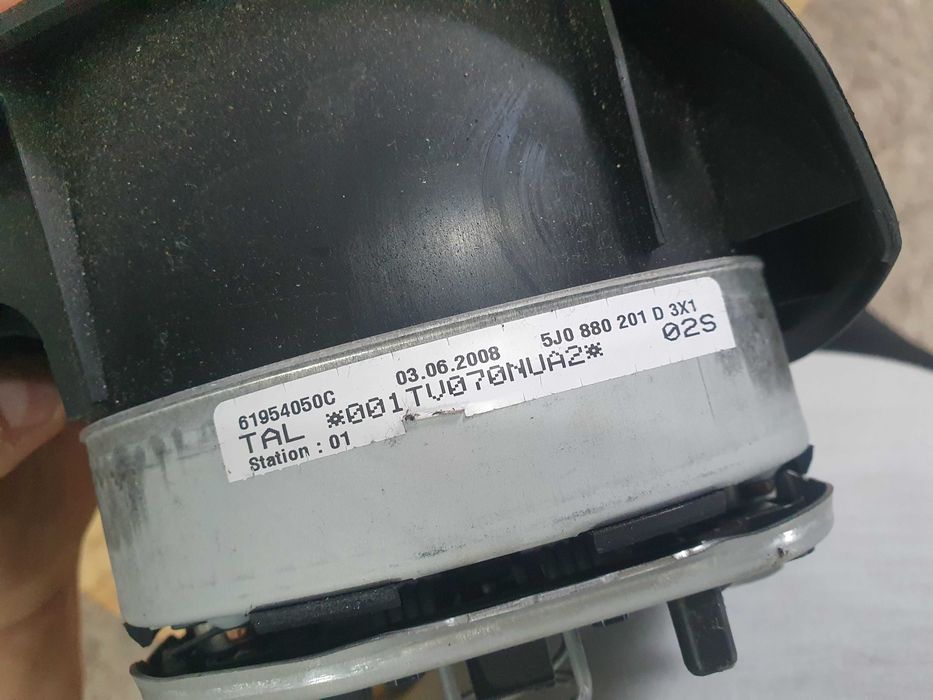 61954050C 03.06.2008 5J0 880 201 D 3X1
TAL *001TV070NUA2* 02S
Station : 01